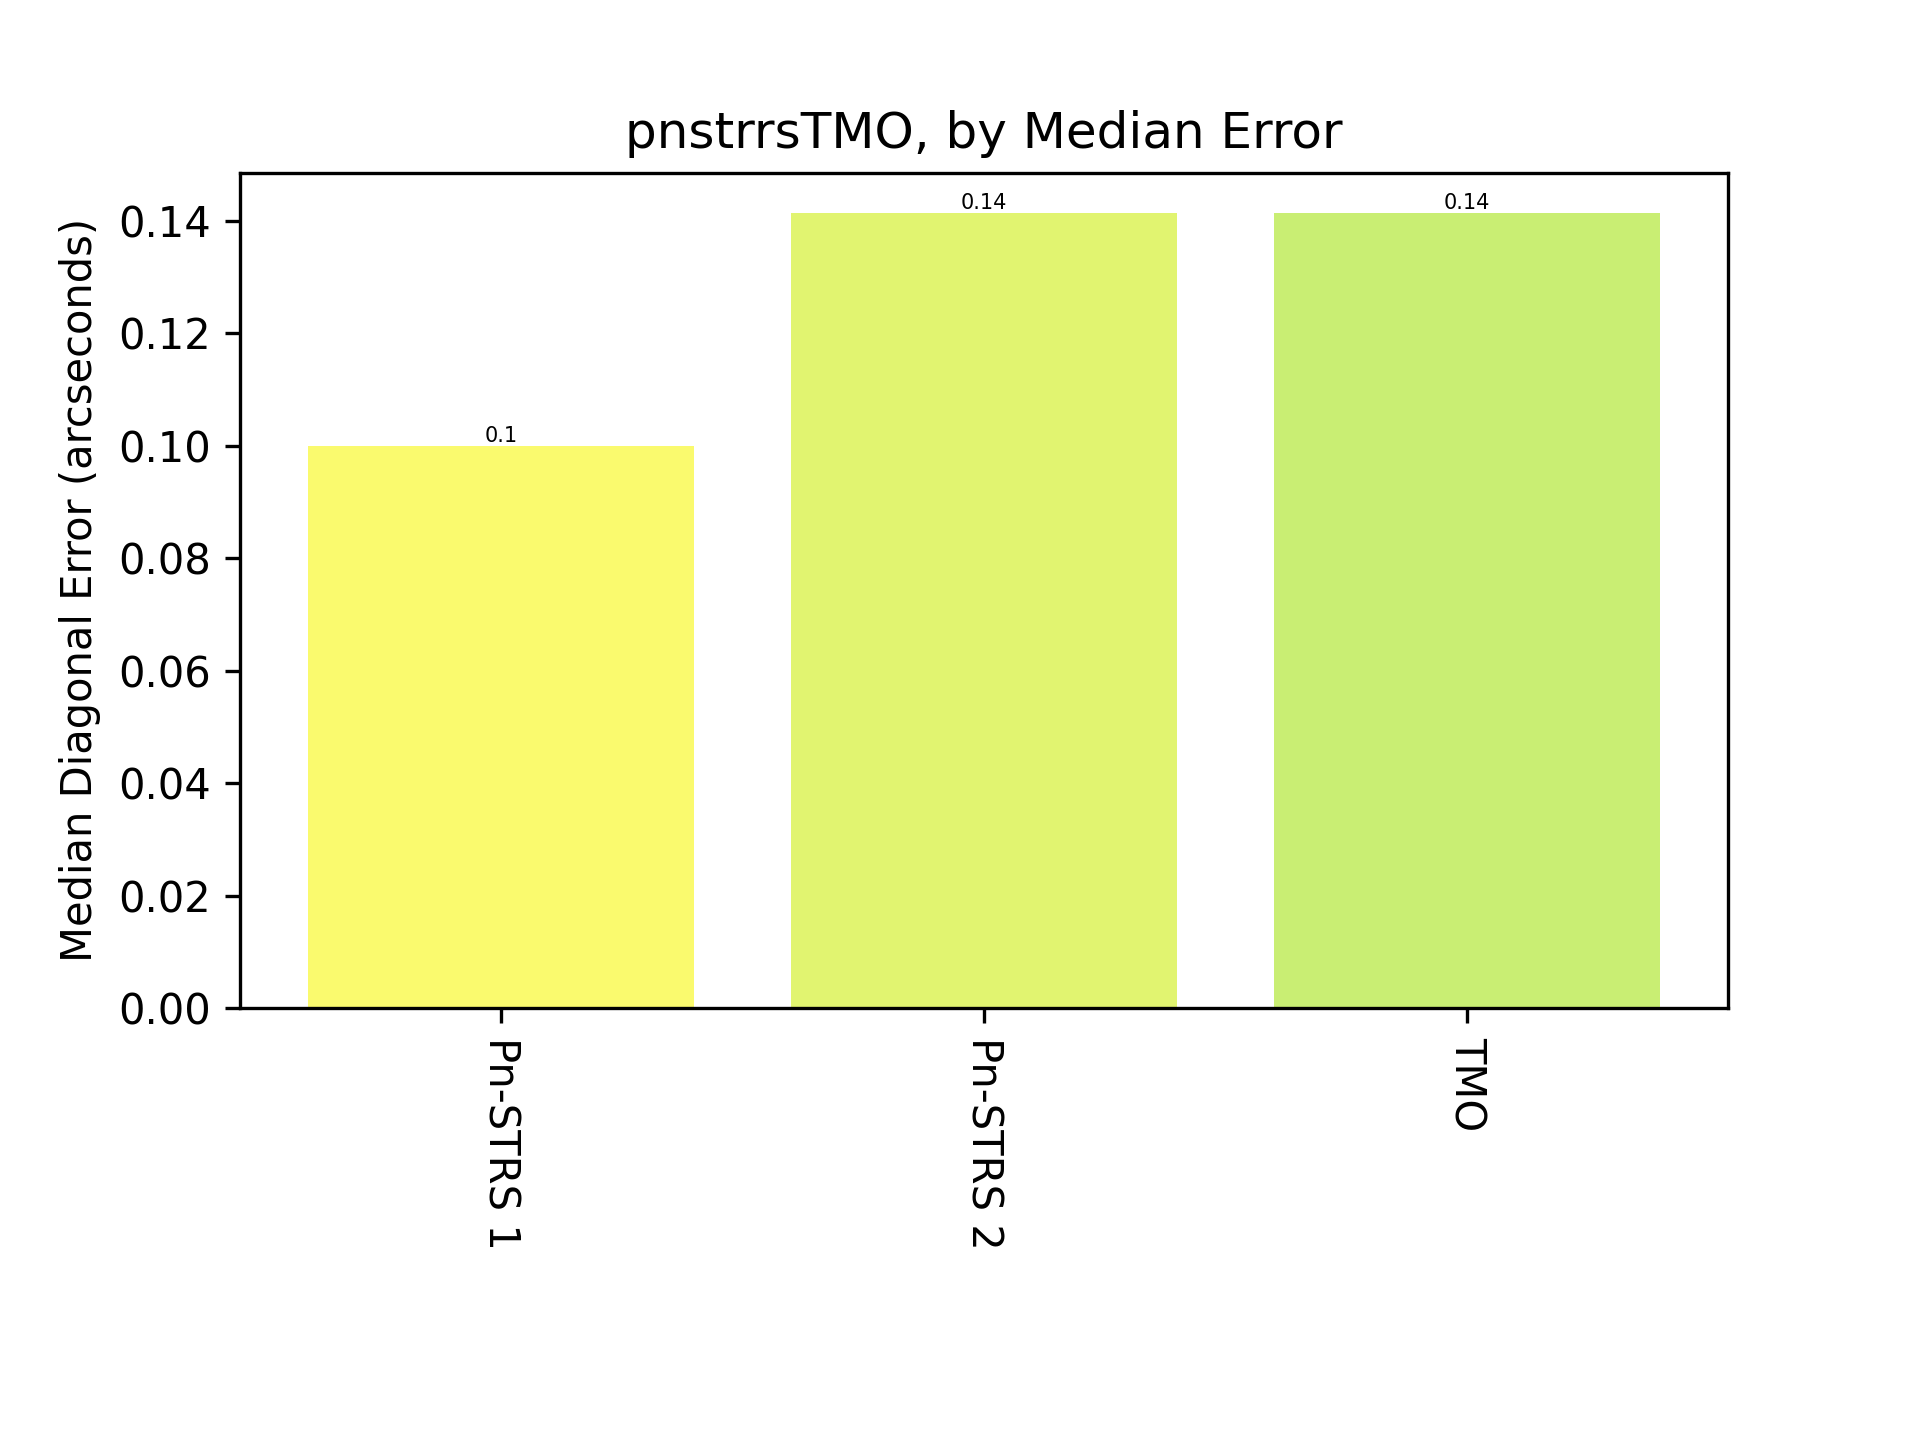 pnstrrsTMO, by Median Error
Median Diagonal Error (arcseconds)
0.14
0.12
0.10
0.08
0.06
0.04
0.02
0.00
0.1
0.14
0.14
Pn-STRS 1
Pn-STRS 2
TMO